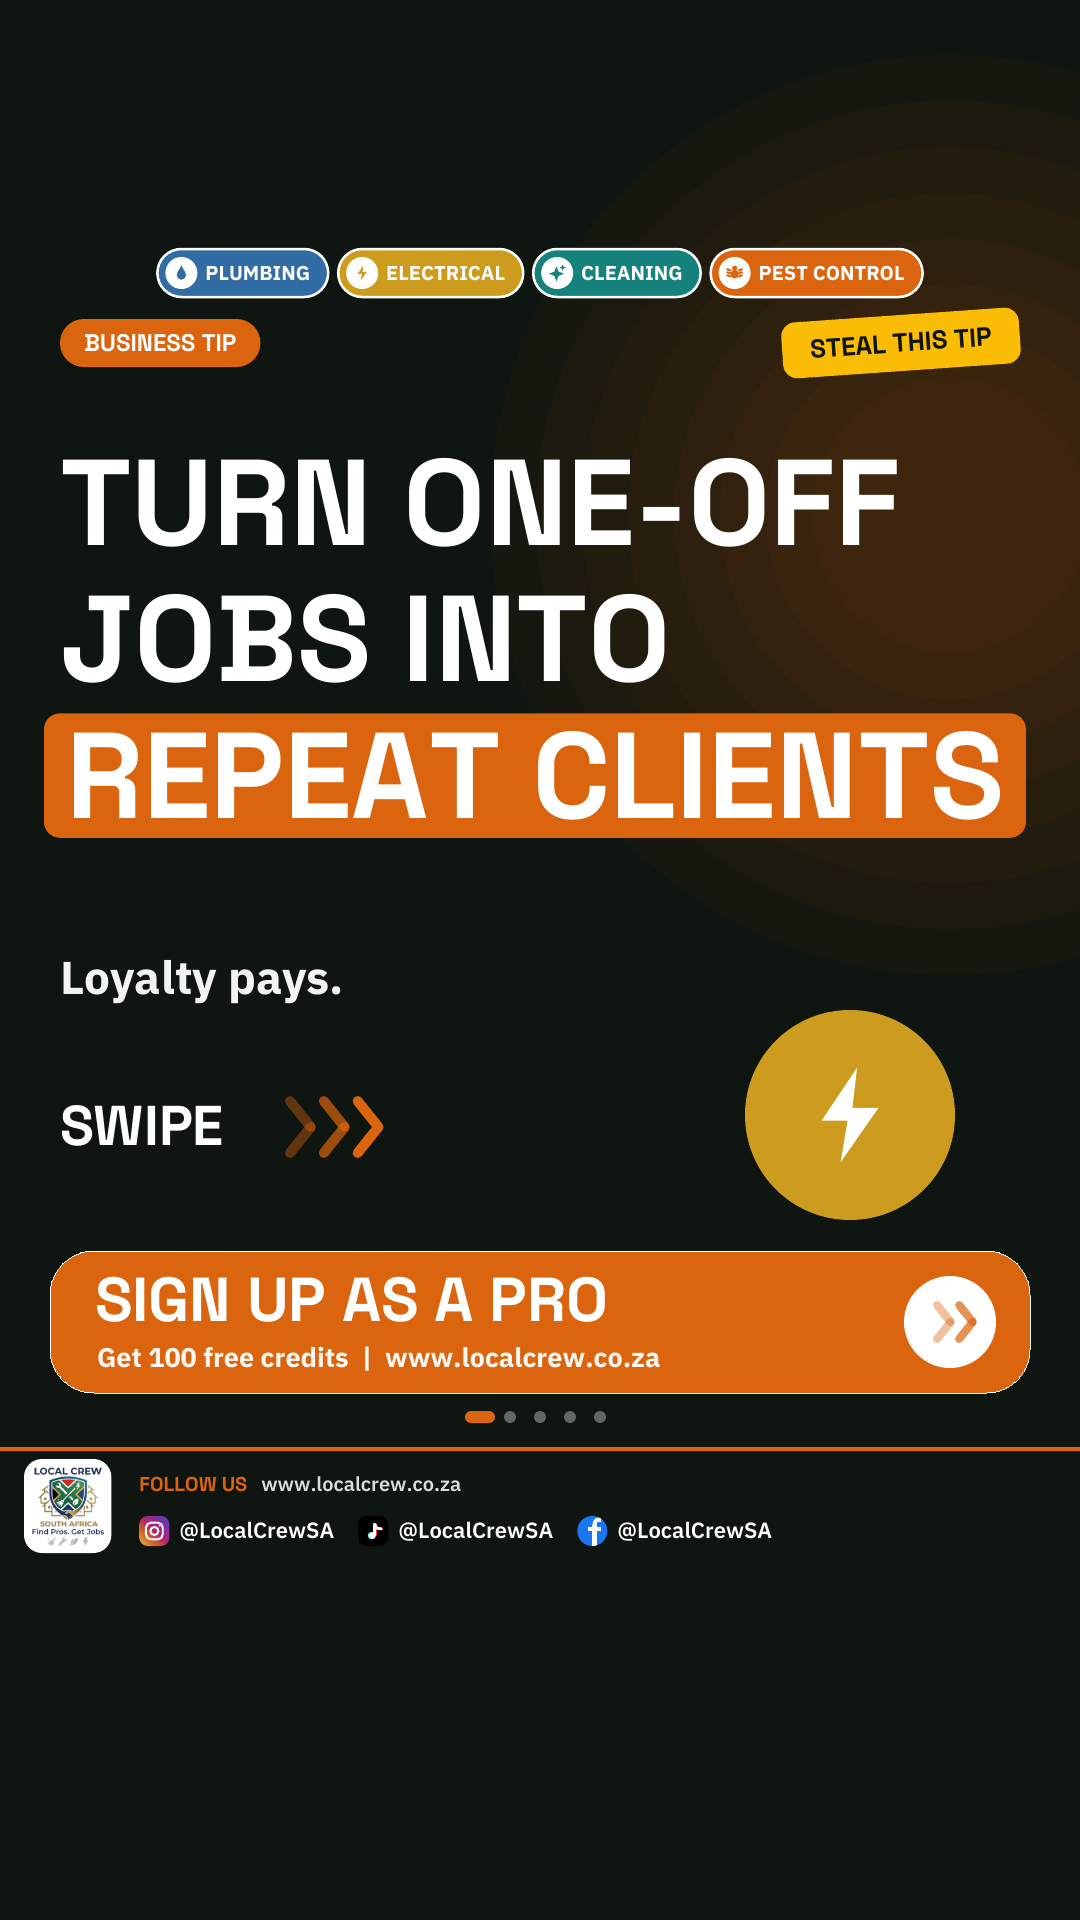 PLUMBING ELECTRICAL CLEANING PEST CONTROL
BUSINESS TIP
STEAL THIS TIP
TURN ONE-OFF
JOBS INTO
REPEAT CLIENTS
Loyalty pays.
SWIPE
SIGN UP AS A PRO
Get 100 free credits | www.localcrew.co.za
LOCAL CREW
SOUTH AFRICA
Find Pros. Get Jobs
FOLLOW US www.localcrew.co.za
@LocalCrewSA @LocalCrewSA @LocalCrewSA